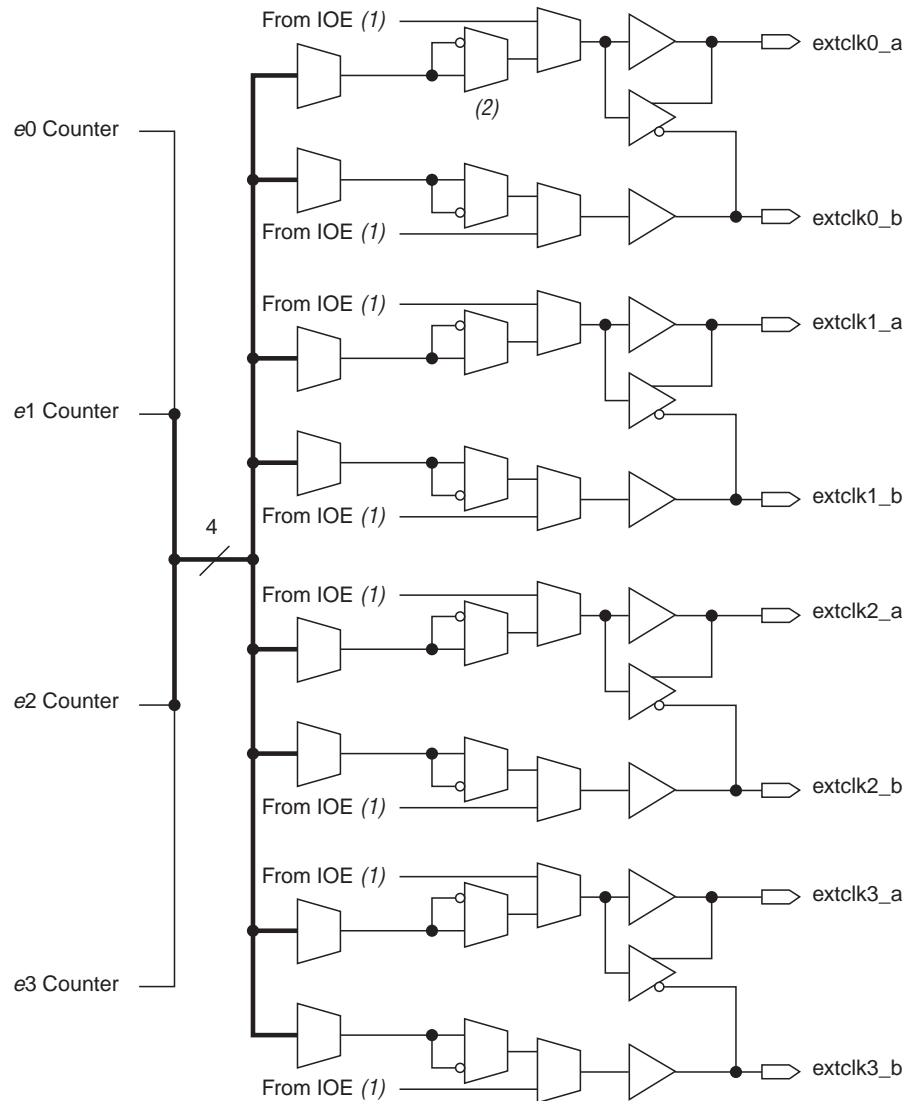 From IOE (1)
extclk0_a
(2)
e0 Counter
From IOE (1)
extclk0_b
From IOE (1)
extclk1_a
e1 Counter
From IOE (1)
extclk1_b
4
From IOE (1)
extclk2_a
e2 Counter
From IOE (1)
extclk2_b
From IOE (1)
extclk3_a
e3 Counter
From IOE (1)
extclk3_b